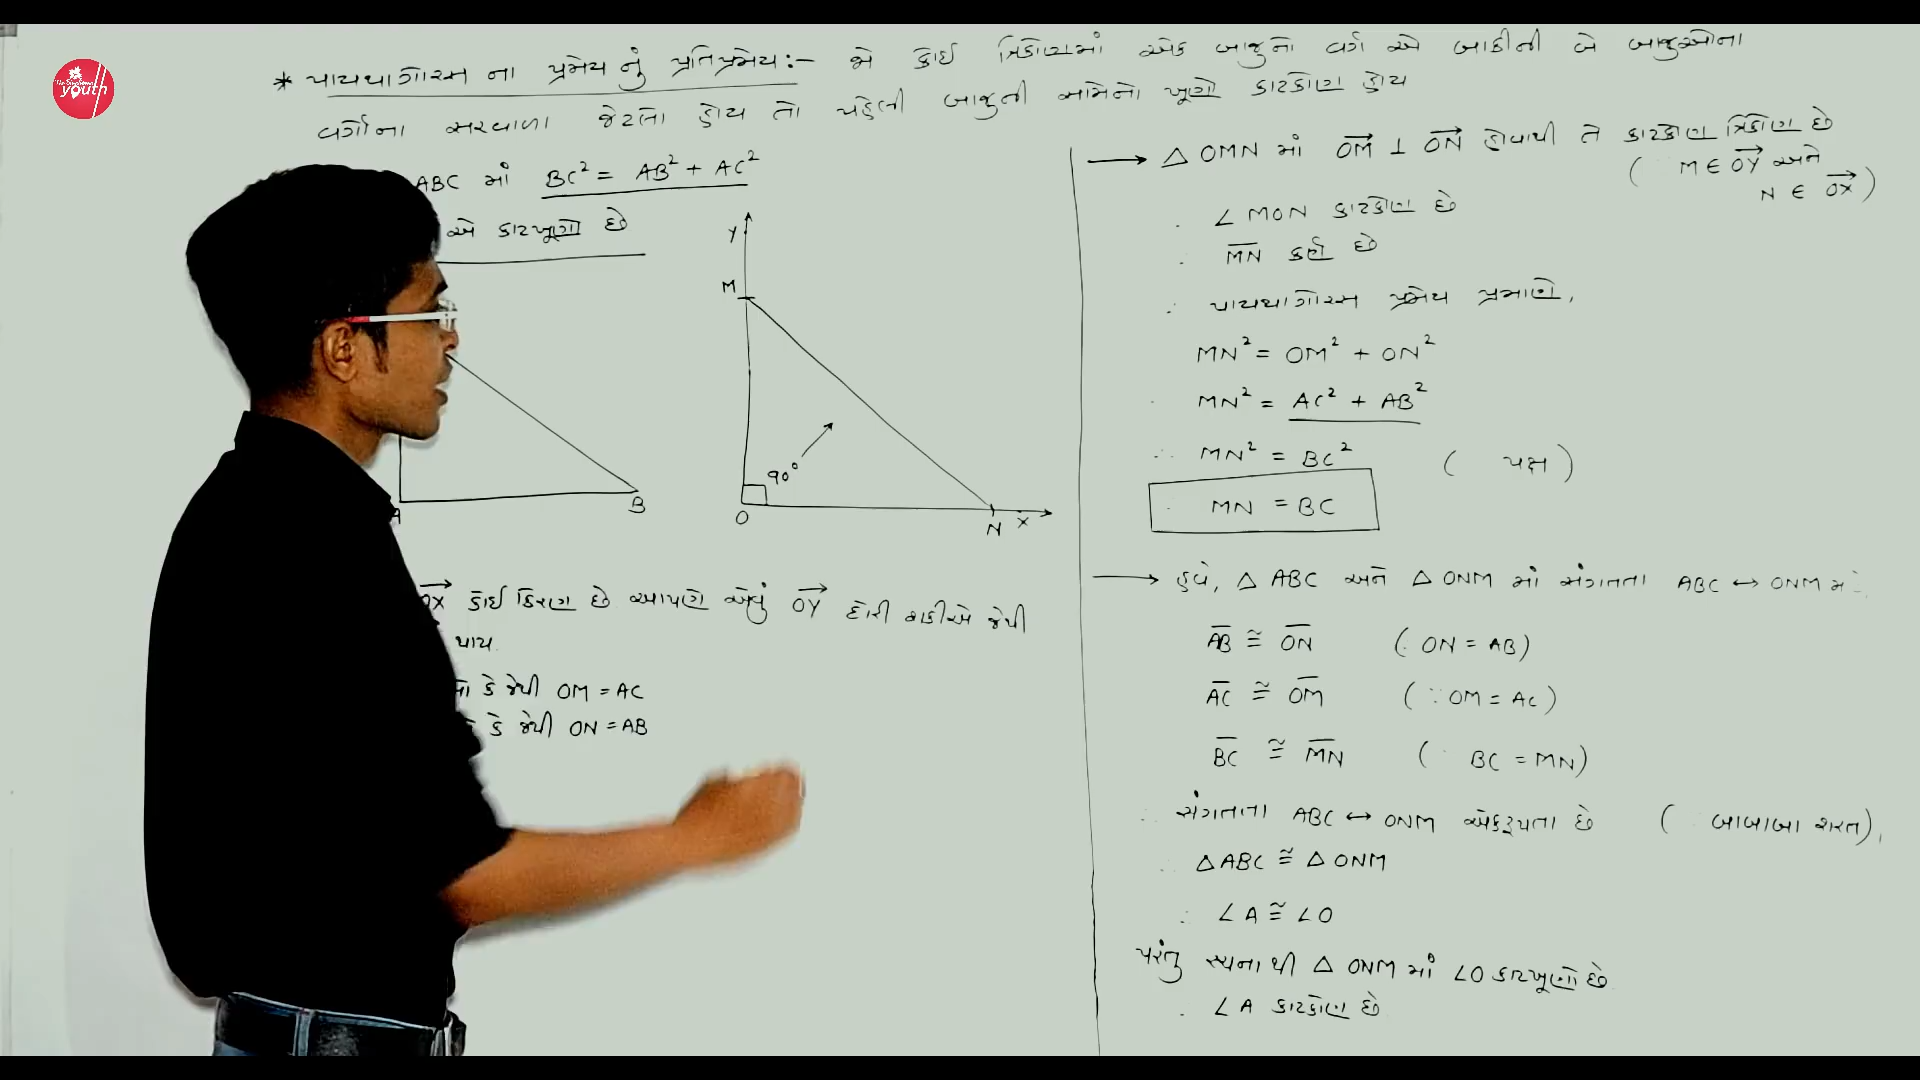 youth
* પાયથાગોરસ ના પ્રમેય નું પ્રતિપ્રમેય :- જો કોઈ ત્રિકોણમાં એક બાજુનો વર્ગ એ બાકીની બે બાજુઓના
વર્ગોના સરવાળા જેટલો હોય તો પહેલી બાજુની સામેનો ખૂણો કાટકોણ હોય
ABC માં BC² = AB² + AC²
એ કાટખૂણો છે
A
B
Y
M
90°
O
N
X
OX કોઈ કિરણ છે આપણે એવું OY દોરી શકીએ જેથી
થાય.
કે જેથી OM = AC
કે જેથી ON = AB
→ △ OMN માં OM ⊥ ON હોવાથી તે કાટકોણ ત્રિકોણ છે
( M ∈ OY અને
N ∈ OX )
∴ ∠ MON કાટકોણ છે
∴ MN કર્ણ છે
∴ પાયથાગોરસ પ્રમેય પ્રમાણે,
MN² = OM² + ON²
∴ MN² = AC² + AB²
∴ MN² = BC² ( પક્ષ )
∴ MN = BC
→ હવે, △ ABC અને △ ONM માં સંગતતા ABC ↔ ONM માં
AB ≅ ON (∵ ON = AB)
AC ≅ OM (∵ OM = AC)
BC ≅ MN (∵ BC = MN)
∴ સંગતતા ABC ↔ ONM એકરૂપતા છે ( બાબાબા શરત).
∴ △ABC ≅ △ ONM
∴ ∠A ≅ ∠O
પરંતુ રચના થી △ ONM માં ∠O કાટખૂણો છે
∴ ∠A કાટકોણ છે